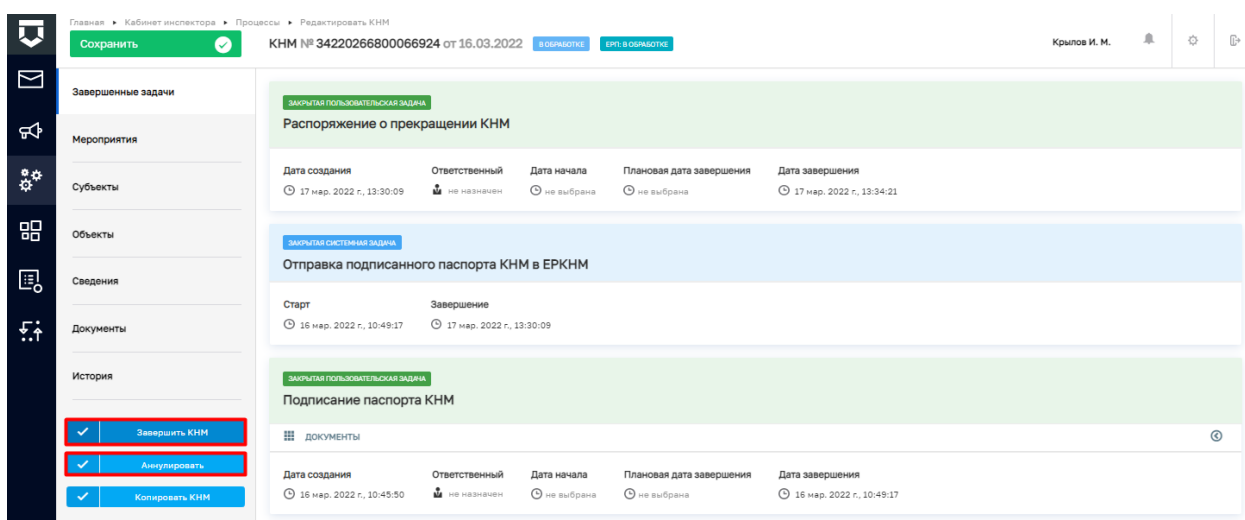 Главная ▸ Кабинет инспектора ▸ Процессы ▸ Редактировать КНМ
Сохранить
КНМ № 34220266800066924 от 16.03.2022 В ОБРАБОТКЕ ЕРП: В ОБРАБОТКЕ
Крылов И. М.
Завершенные задачи
Мероприятия
Субъекты
Объекты
Сведения
Документы
История
Завершить КНМ
Аннулировать
Копировать КНМ
ЗАКРЫТАЯ ПОЛЬЗОВАТЕЛЬСКАЯ ЗАДАЧА
Распоряжение о прекращении КНМ
Дата создания Ответственный Дата начала Плановая дата завершения Дата завершения
17 мар. 2022 г., 13:30:09 не назначен не выбрана не выбрана 17 мар. 2022 г., 13:34:21
ЗАКРЫТАЯ СИСТЕМНАЯ ЗАДАЧА
Отправка подписанного паспорта КНМ в ЕРКНМ
Старт Завершение
16 мар. 2022 г., 10:49:17 17 мар. 2022 г., 13:30:09
ЗАКРЫТАЯ ПОЛЬЗОВАТЕЛЬСКАЯ ЗАДАЧА
Подписание паспорта КНМ
ДОКУМЕНТЫ
Дата создания Ответственный Дата начала Плановая дата завершения Дата завершения
16 мар. 2022 г., 10:45:50 не назначен не выбрана не выбрана 16 мар. 2022 г., 10:49:17